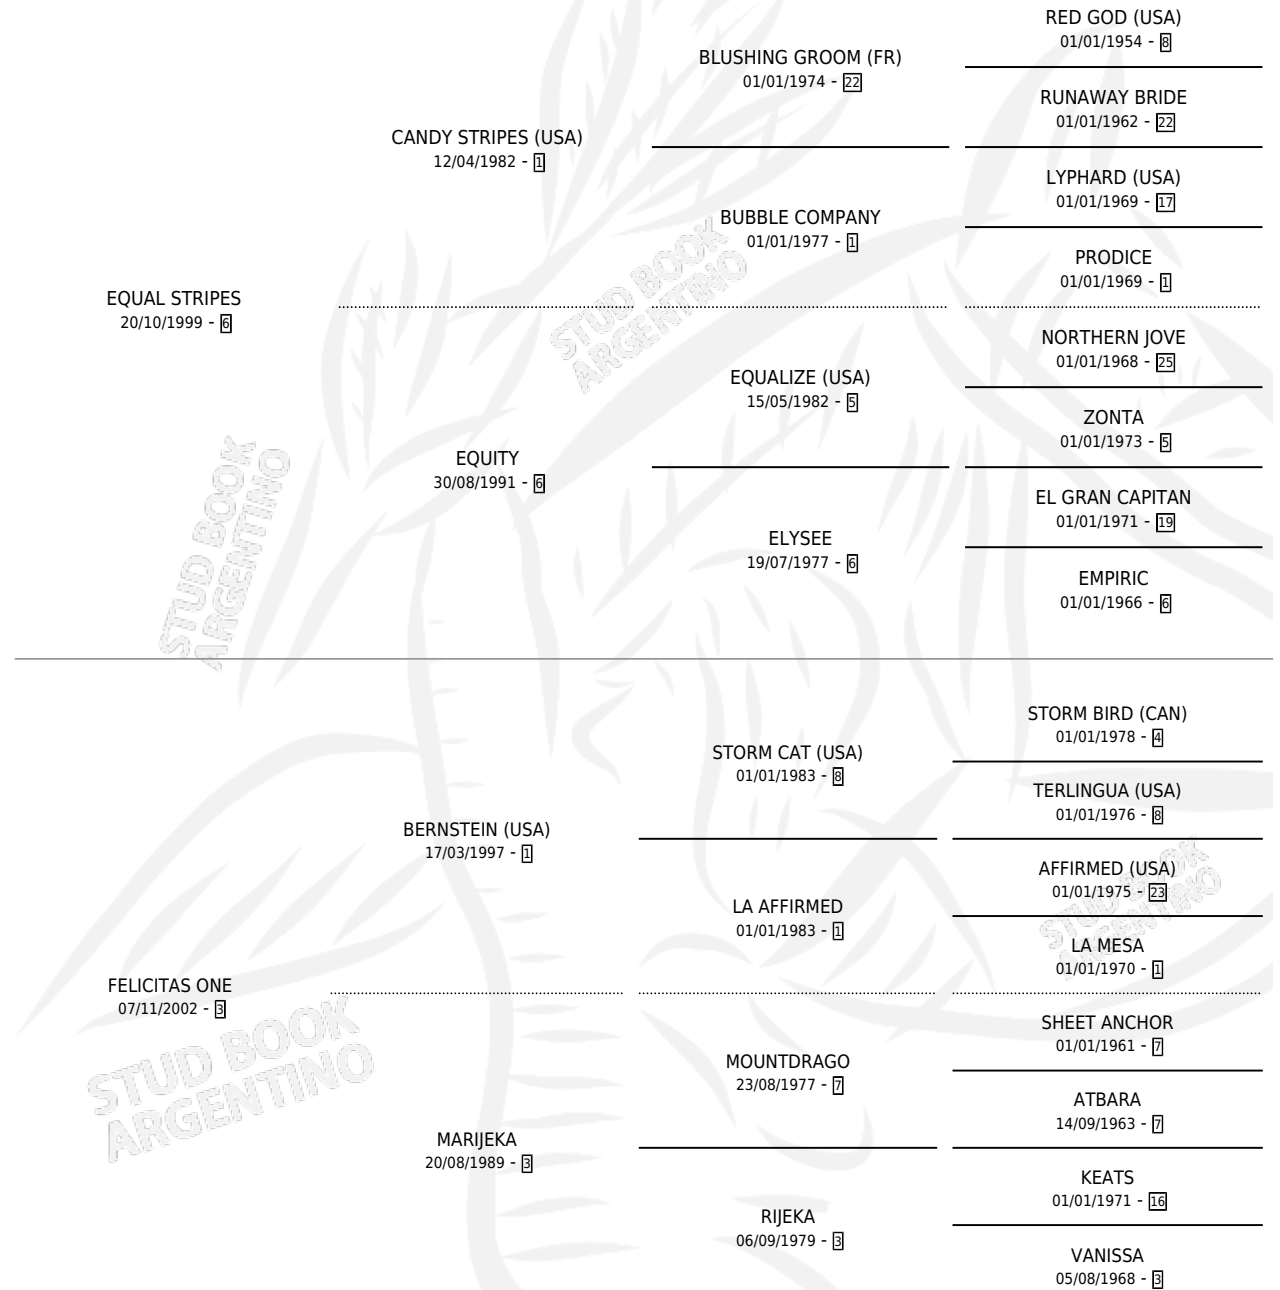 RED GOD (USA)
01/01/1954 - 8
BLUSHING GROOM (FR)
01/01/1974 - 22
RUNAWAY BRIDE
01/01/1962 - 22
CANDY STRIPES (USA)
12/04/1982 - 1
LYPHARD (USA)
01/01/1969 - 17
BUBBLE COMPANY
01/01/1977 - 1
PRODICE
01/01/1969 - 1
EQUAL STRIPES
20/10/1999 - 6
NORTHERN JOVE
01/01/1968 - 25
EQUALIZE (USA)
15/05/1982 - 5
ZONTA
01/01/1973 - 5
EQUITY
30/08/1991 - 6
EL GRAN CAPITAN
01/01/1971 - 19
ELYSEE
19/07/1977 - 6
EMPIRIC
01/01/1966 - 6
STORM BIRD (CAN)
01/01/1978 - 4
STORM CAT (USA)
01/01/1983 - 8
TERLINGUA (USA)
01/01/1976 - 8
BERNSTEIN (USA)
17/03/1997 - 1
AFFIRMED (USA)
01/01/1975 - 23
LA AFFIRMED
01/01/1983 - 1
LA MESA
01/01/1970 - 1
FELICITAS ONE
07/11/2002 - 3
SHEET ANCHOR
01/01/1961 - 7
MOUNTDRAGO
23/08/1977 - 7
ATBARA
14/09/1963 - 7
MARIJEKA
20/08/1989 - 3
KEATS
01/01/1971 - 16
RIJEKA
06/09/1979 - 3
VANISSA
05/08/1968 - 3
STUD BOOK
ARGENTINO
STUD BOOK
ARGENTINO
STUD BOOK
ARGENTINO
STUD BOOK
ARGENTINO